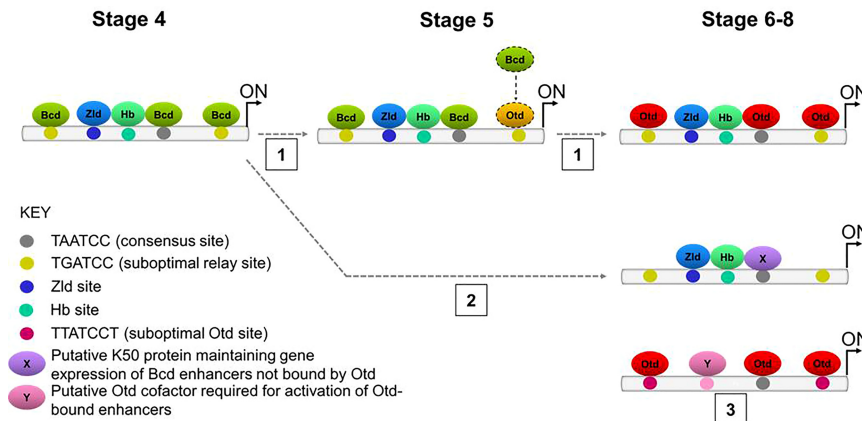 Stage 4
Stage 5
Stage 6-8
Bcd
ON
ON
ON
Bcd Zld Hb Bcd Bcd
Bcd Zld Hb Bcd Otd
Otd Zld Hb Otd Otd
1
1
KEY
TAATCC (consensus site)
TGATCC (suboptimal relay site)
Zld site
Hb site
TTATCCT (suboptimal Otd site)
X Putative K50 protein maintaining gene
expression of Bcd enhancers not bound by Otd
Y Putative Otd cofactor required for activation of Otd-
bound enhancers
2
ON
Zld Hb X
ON
Otd Y Otd Otd
3